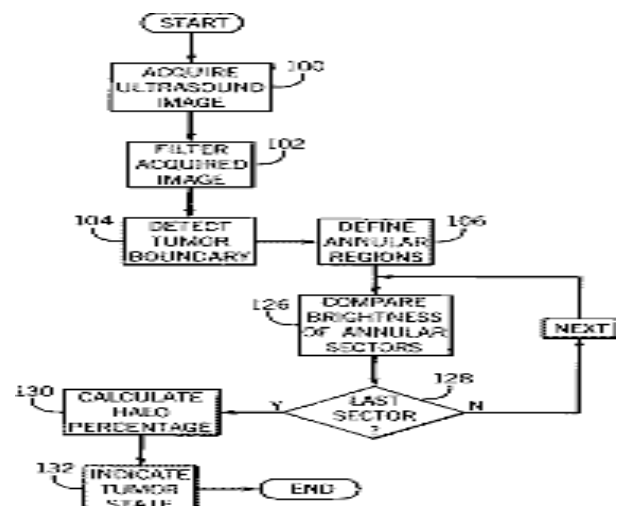 START
ACQUIRE
ULTRASOUND
IMAGE
100
FILTER
ACQUIRED
IMAGE
102
104
DETECT
TUMOR
BOUNDARY
DEFINE
ANNULAR
REGIONS
106
126
COMPARE
BRIGHTNESS
OF ANNULAR
SECTORS
NEXT
128
LAST
SECTOR
?
Y
N
130
CALCULATE
HALO
PERCENTAGE
132
INDICATE
TUMOR
STATE
END